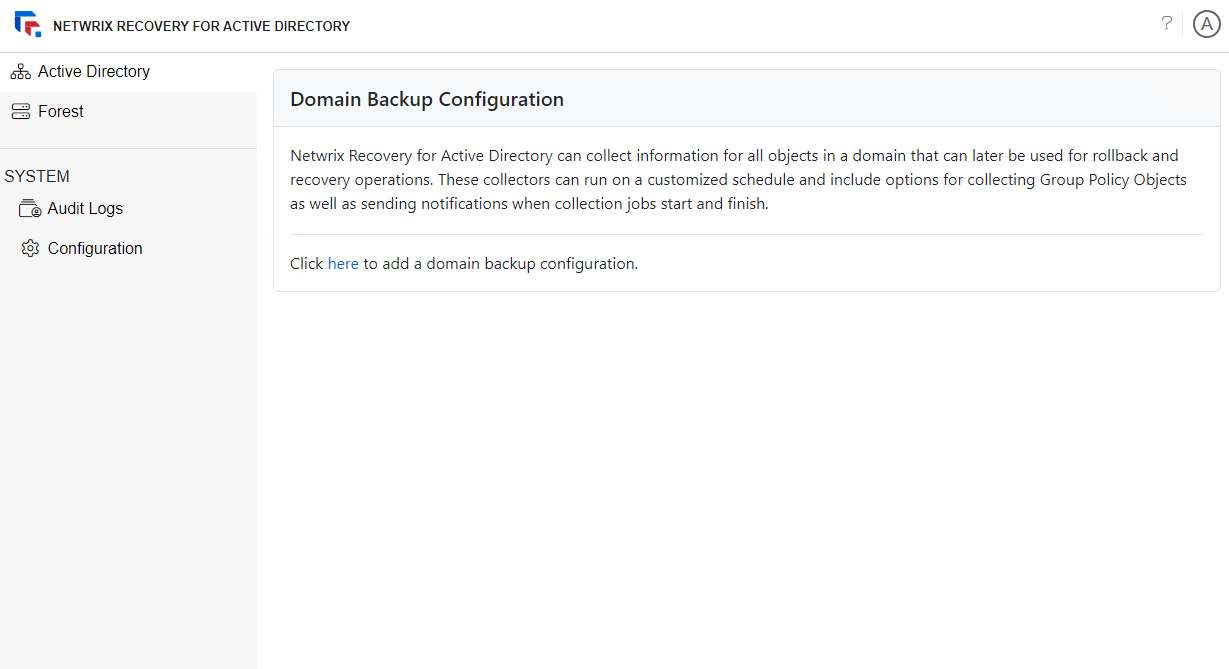 NETWRIX RECOVERY FOR ACTIVE DIRECTORY
?
A
Active Directory
Forest
SYSTEM
Audit Logs
Configuration
Domain Backup Configuration
Netwrix Recovery for Active Directory can collect information for all objects in a domain that can later be used for rollback and
recovery operations. These collectors can run on a customized schedule and include options for collecting Group Policy Objects
as well as sending notifications when collection jobs start and finish.
Click here to add a domain backup configuration.